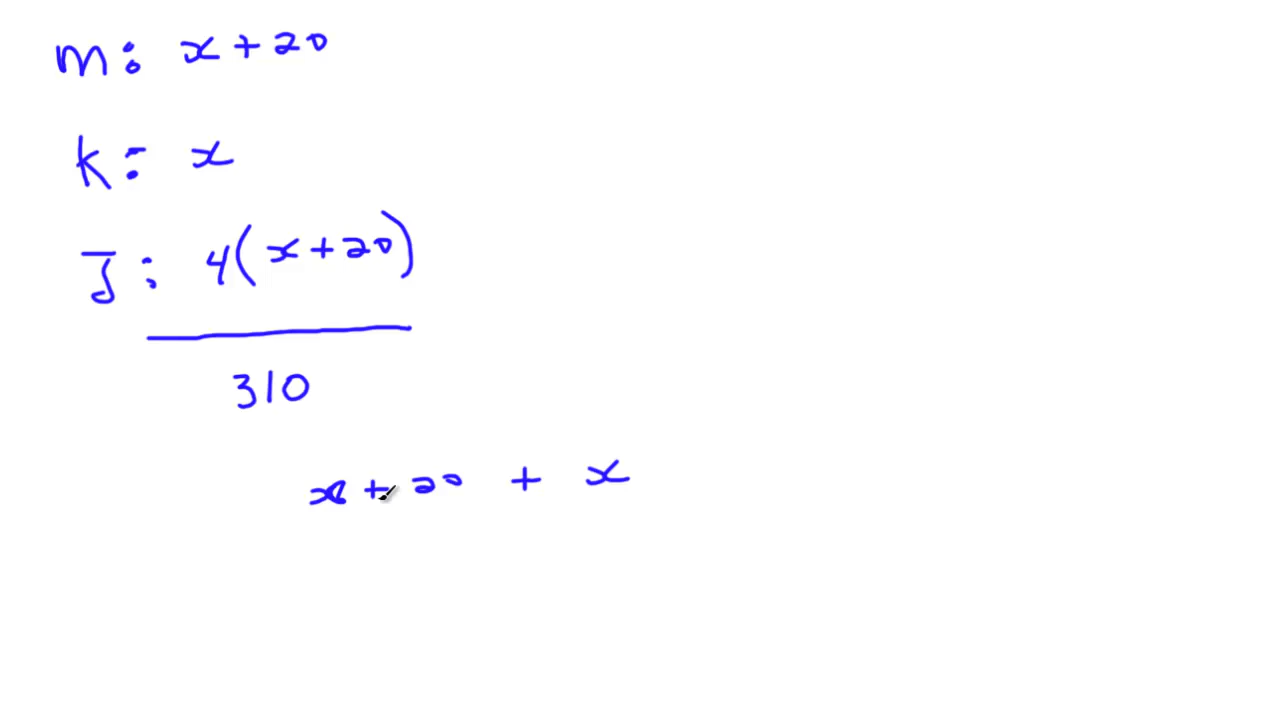 m: x + 20
k: x
J: 4(x + 20)
310
x + 20 + x